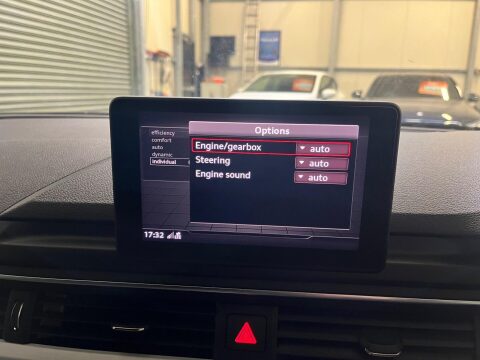 Options
efficiency
comfort
auto
dynamic
individual
Engine/gearbox
auto
Steering
auto
Engine sound
auto
17:32